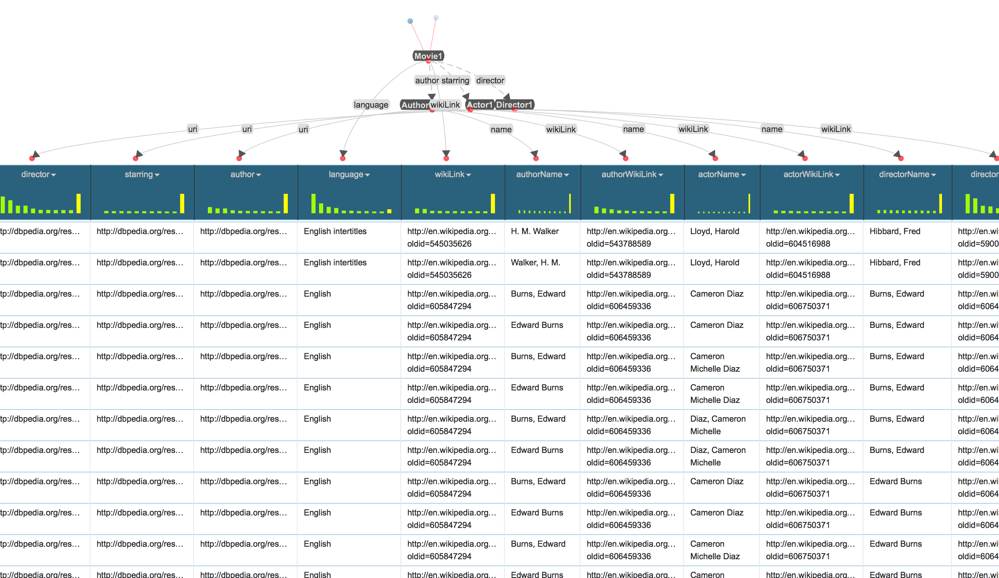 Movie1
author starring director
language Author wikiLink Actor1 Director1
uri uri uri name wikiLink name wikiLink name wikiLink
director starring author language wikiLink authorName authorWikiLink actorName actorWikiLink directorName director
tp://dbpedia.org/res… http://dbpedia.org/res… http://dbpedia.org/res… English intertitles http://en.wikipedia.org… H. M. Walker http://en.wikipedia.org… Lloyd, Harold http://en.wikipedia.org… Hibbard, Fred http://en.wi
oldid=545035626 oldid=543788589 oldid=604516988 oldid=5900
tp://dbpedia.org/res… http://dbpedia.org/res… http://dbpedia.org/res… English intertitles http://en.wikipedia.org… Walker, H. M. http://en.wikipedia.org… Lloyd, Harold http://en.wikipedia.org… Hibbard, Fred http://en.wi
oldid=545035626 oldid=543788589 oldid=604516988 oldid=5900
tp://dbpedia.org/res… http://dbpedia.org/res… http://dbpedia.org/res… English http://en.wikipedia.org… Burns, Edward http://en.wikipedia.org… Cameron Diaz http://en.wikipedia.org… Burns, Edward http://en.wi
oldid=605847294 oldid=606459336 oldid=606750371 oldid=6064
tp://dbpedia.org/res… http://dbpedia.org/res… http://dbpedia.org/res… English http://en.wikipedia.org… Edward Burns http://en.wikipedia.org… Cameron Diaz http://en.wikipedia.org… Burns, Edward http://en.wi
oldid=605847294 oldid=606459336 oldid=606750371 oldid=6064
tp://dbpedia.org/res… http://dbpedia.org/res… http://dbpedia.org/res… English http://en.wikipedia.org… Burns, Edward http://en.wikipedia.org… Cameron http://en.wikipedia.org… Burns, Edward http://en.wi
oldid=605847294 oldid=606459336 Michelle Diaz oldid=606750371 oldid=6064
tp://dbpedia.org/res… http://dbpedia.org/res… http://dbpedia.org/res… English http://en.wikipedia.org… Edward Burns http://en.wikipedia.org… Cameron http://en.wikipedia.org… Burns, Edward http://en.wi
oldid=605847294 oldid=606459336 Michelle Diaz oldid=606750371 oldid=6064
tp://dbpedia.org/res… http://dbpedia.org/res… http://dbpedia.org/res… English http://en.wikipedia.org… Burns, Edward http://en.wikipedia.org… Diaz, Cameron http://en.wikipedia.org… Burns, Edward http://en.wi
oldid=605847294 oldid=606459336 Michelle oldid=606750371 oldid=6064
tp://dbpedia.org/res… http://dbpedia.org/res… http://dbpedia.org/res… English http://en.wikipedia.org… Edward Burns http://en.wikipedia.org… Diaz, Cameron http://en.wikipedia.org… Burns, Edward http://en.wi
oldid=605847294 oldid=606459336 Michelle oldid=606750371 oldid=6064
tp://dbpedia.org/res… http://dbpedia.org/res… http://dbpedia.org/res… English http://en.wikipedia.org… Burns, Edward http://en.wikipedia.org… Cameron Diaz http://en.wikipedia.org… Edward Burns http://en.wi
oldid=605847294 oldid=606459336 oldid=606750371 oldid=6064
tp://dbpedia.org/res… http://dbpedia.org/res… http://dbpedia.org/res… English http://en.wikipedia.org… Edward Burns http://en.wikipedia.org… Cameron Diaz http://en.wikipedia.org… Edward Burns http://en.wi
oldid=605847294 oldid=606459336 oldid=606750371 oldid=6064
tp://dbpedia.org/res… http://dbpedia.org/res… http://dbpedia.org/res… English http://en.wikipedia.org… Burns, Edward http://en.wikipedia.org… Cameron http://en.wikipedia.org… Edward Burns http://en.wi
oldid=605847294 oldid=606459336 Michelle Diaz oldid=606750371 oldid=6064
tp://dbpedia.org/res… http://dbpedia.org/res… http://dbpedia.org/res… English http://en.wikipedia.org… Edward Burns http://en.wikipedia.org… Cameron http://en.wikipedia.org… Edward Burns http://en.wi